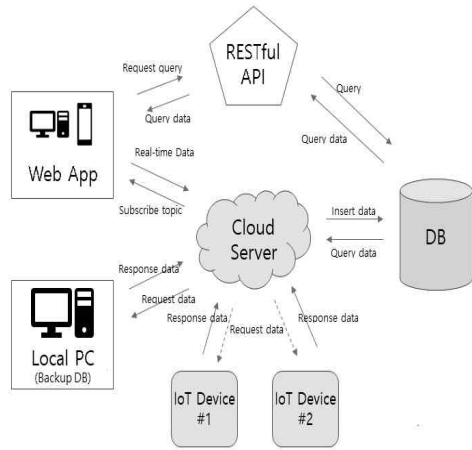 RESTful
API
Request query
Query data
Query
Query data
Web App
Real-time Data
Subscribe topic
Cloud
Server
Insert data
Query data
DB
Response data
Request data
Local PC
(Backup DB)
Response data
Request data
Response data
IoT Device
#1
IoT Device
#2